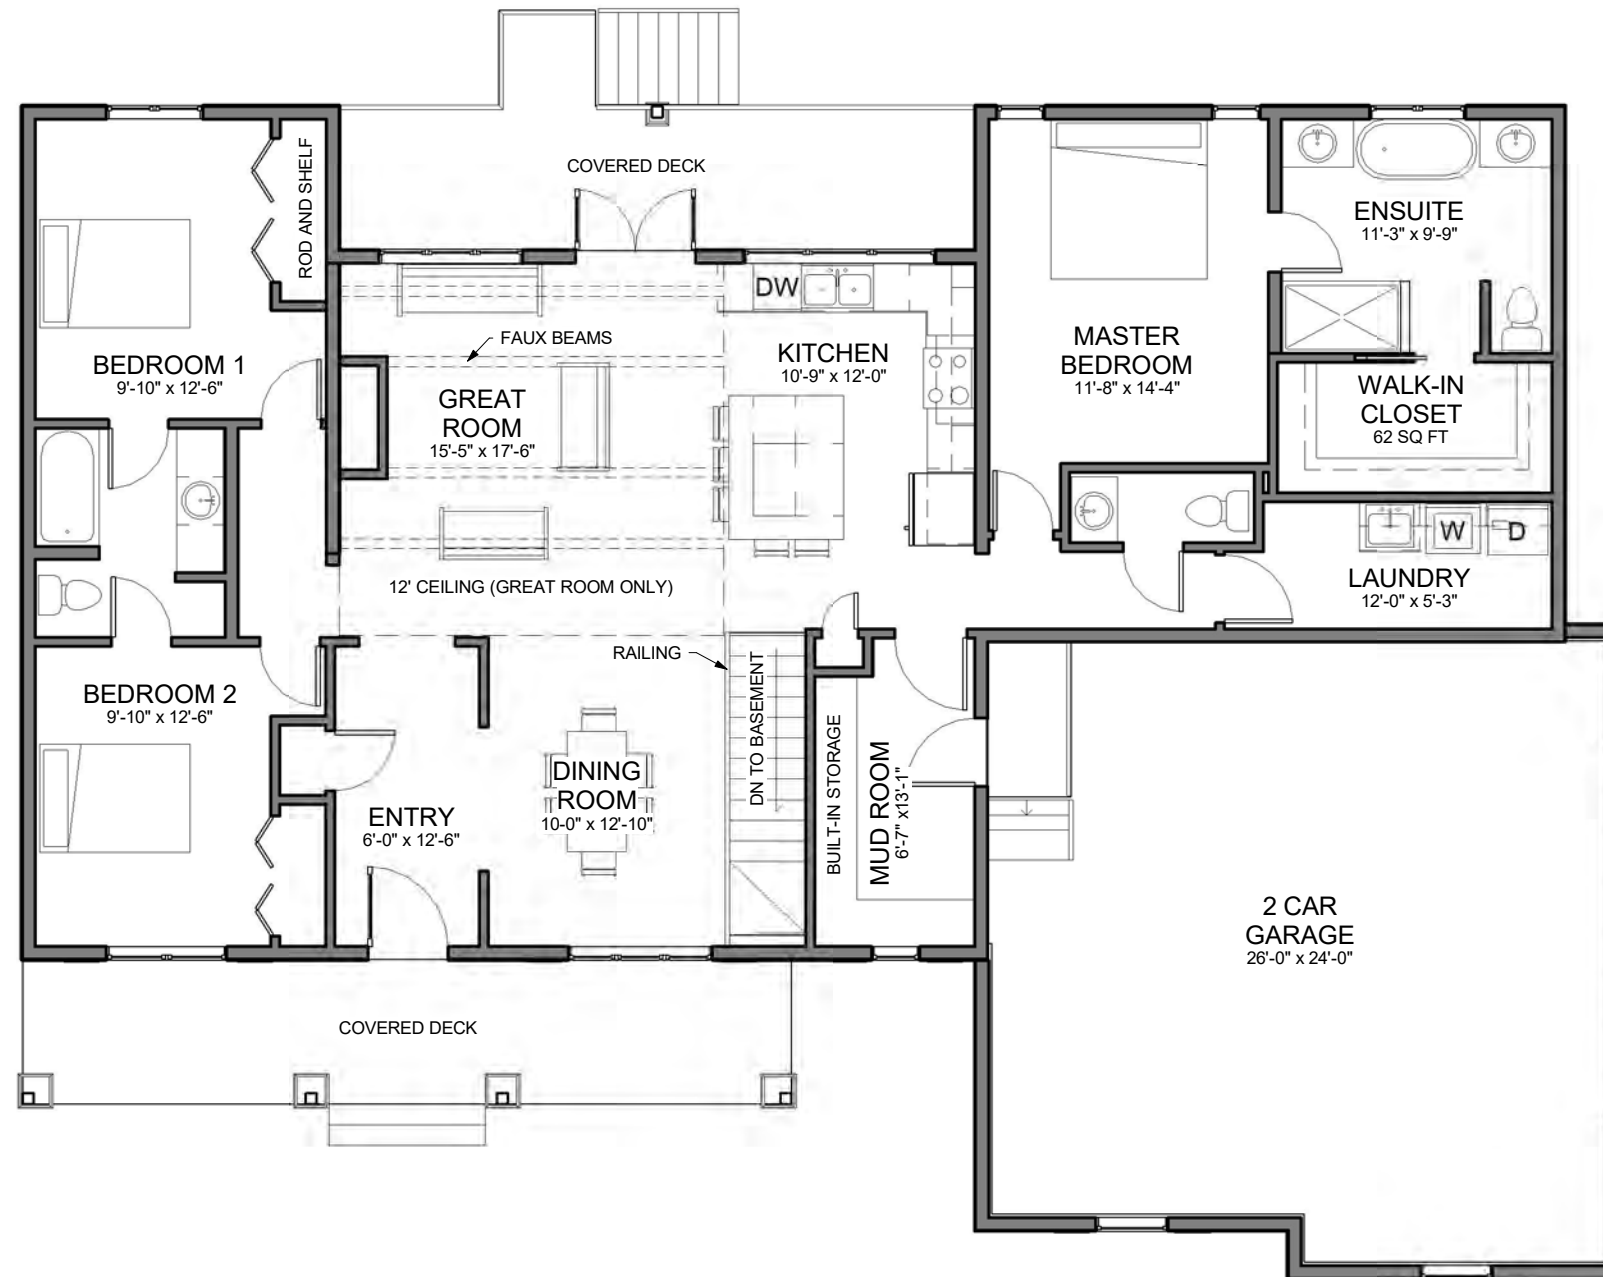 COVERED DECK
ROD AND SHELF
ENSUITE
11'-3" x 9'-9"
DW
FAUX BEAMS
KITCHEN
10'-9" x 12'-0"
MASTER
BEDROOM
11'-8" x 14'-4"
BEDROOM 1
9'-10" x 12'-6"
GREAT
ROOM
15'-5" x 17'-6"
WALK-IN
CLOSET
62 SQ FT
W
D
12' CEILING (GREAT ROOM ONLY)
LAUNDRY
12'-0" x 5'-3"
RAILING
BEDROOM 2
9'-10" x 12'-6"
DN TO BASEMENT
BUILT-IN STORAGE
MUD ROOM
6'-7" x13'-1"
DINING
ROOM
10-0" x 12'-10"
ENTRY
6'-0" x 12'-6"
2 CAR
GARAGE
26'-0" x 24'-0"
COVERED DECK